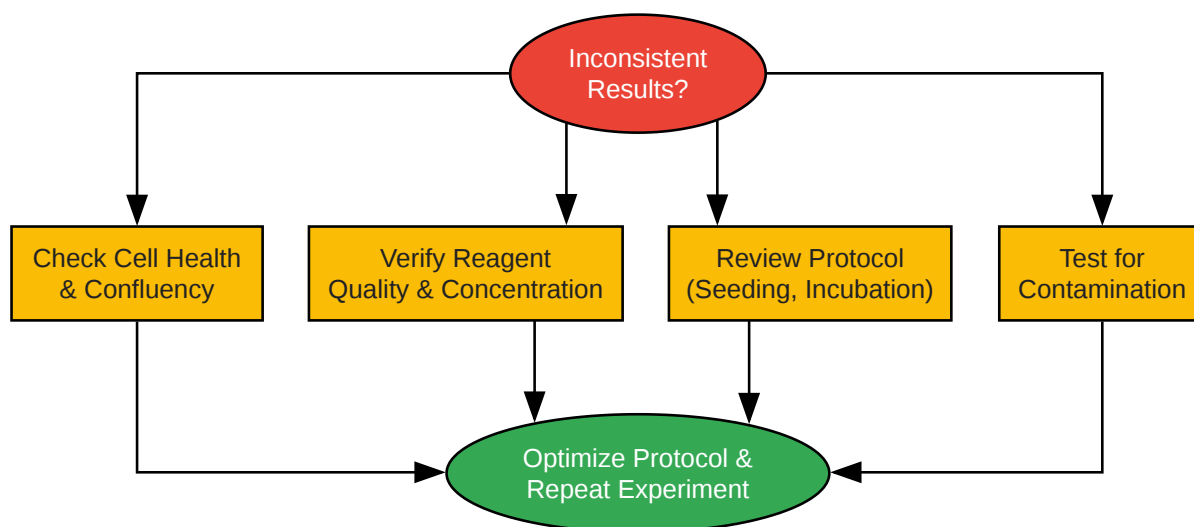 Inconsistent
Results?
Check Cell Health
& Confluency
Verify Reagent
Quality & Concentration
Review Protocol
(Seeding, Incubation)
Test for
Contamination
Optimize Protocol &
Repeat Experiment